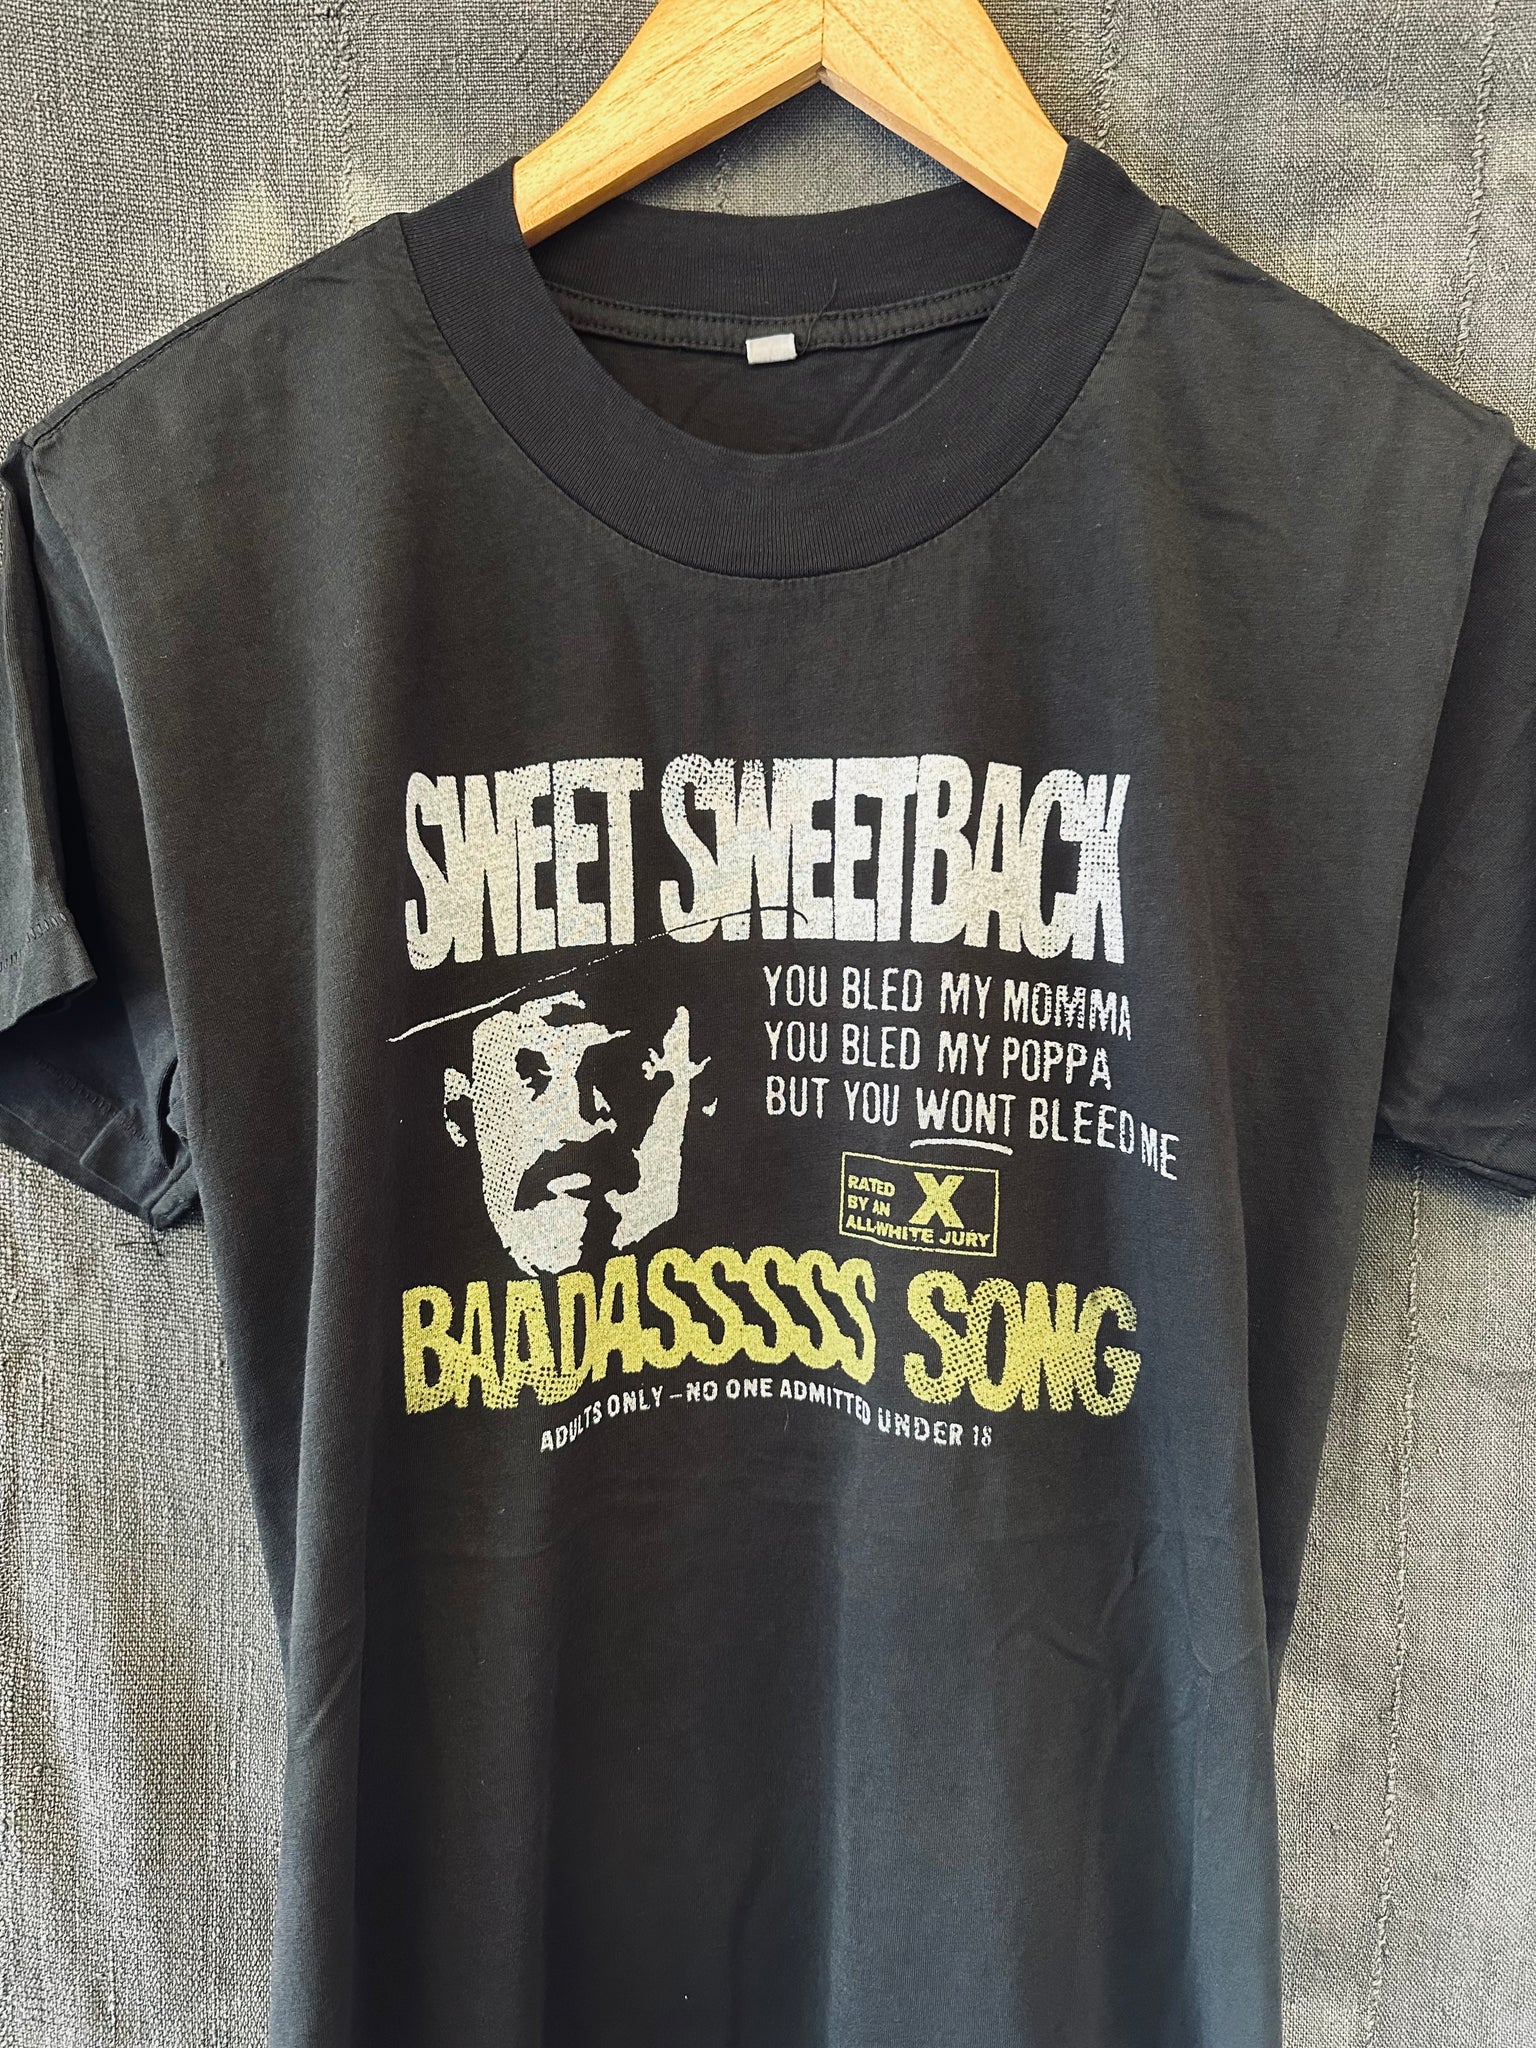 SWEET SWEETBACK
YOU BLED MY MOMMA
YOU BLED MY POPPA
BUT YOU WONT BLEED ME
RATED X
BY AN
ALL-WHITE JURY
BAADASSSSS SONG
ADULTS ONLY – NO ONE ADMITTED UNDER 18